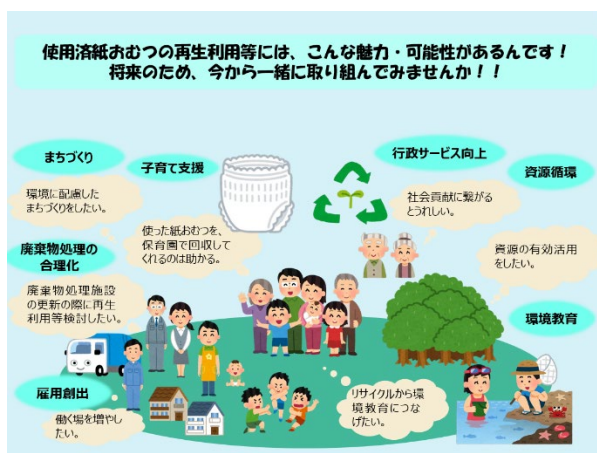 使用済紙おむつの再生利用等には、こんな魅力・可能性があるんです！
将来のため、今から一緒に取り組んでみませんか！！
まちづくり
環境に配慮した
まちづくりをしたい。
子育て支援
使った紙おむつを、
保育園で回収して
くれるのは助かる。
行政サービス向上
社会貢献に繋がる
とうれしい。
資源循環
資源の有効活用
をしたい。
廃棄物処理の
合理化
廃棄物処理施設
の更新の際に再生
利用等検討したい。
環境教育
リサイクルから環
境教育につな
げたい。
雇用創出
働く場を増やし
たい。